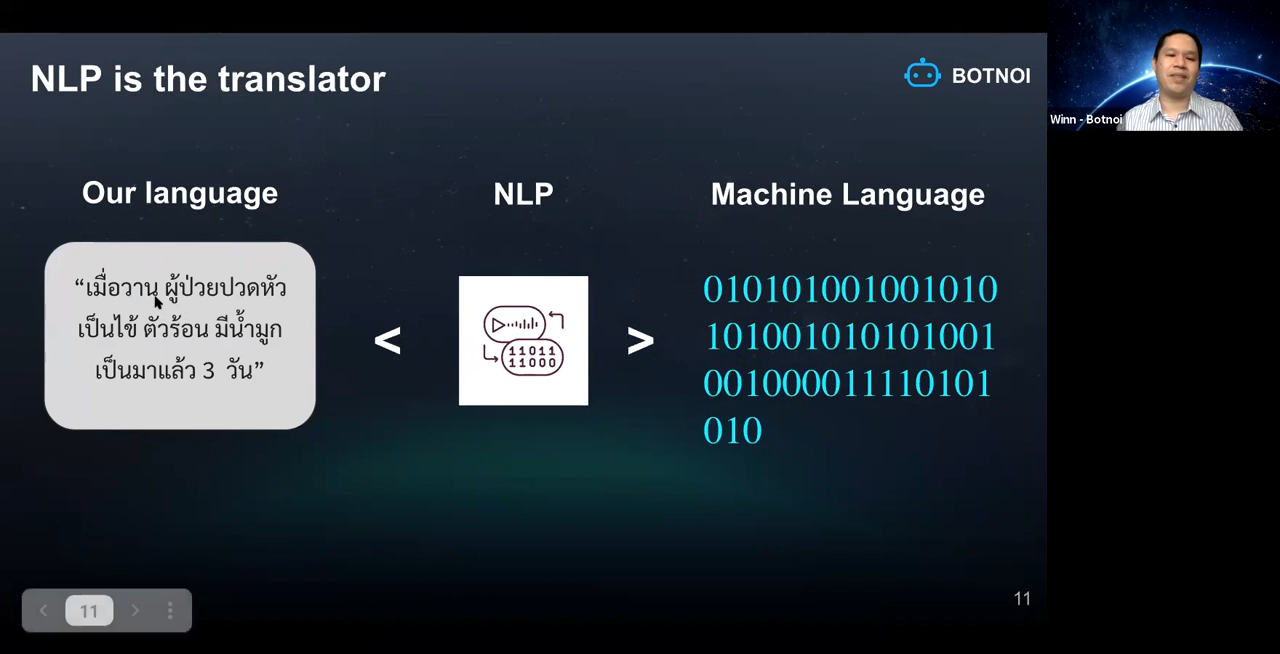 NLP is the translator
BOTNOI
Winn - Botnoi
Our language
NLP
Machine Language
“เมื่อวาน ผู้ป่วยปวดหัว
เป็นไข้ ตัวร้อน มีน้ำมูก
เป็นมาแล้ว 3 วัน”
<
11011
11000
>
010101001001010
101001010101001
001000011110101
010
11
11